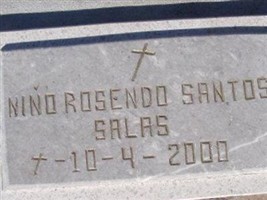 NIÑO ROSENDO SANTOS
SALAS
+-10-4-2000